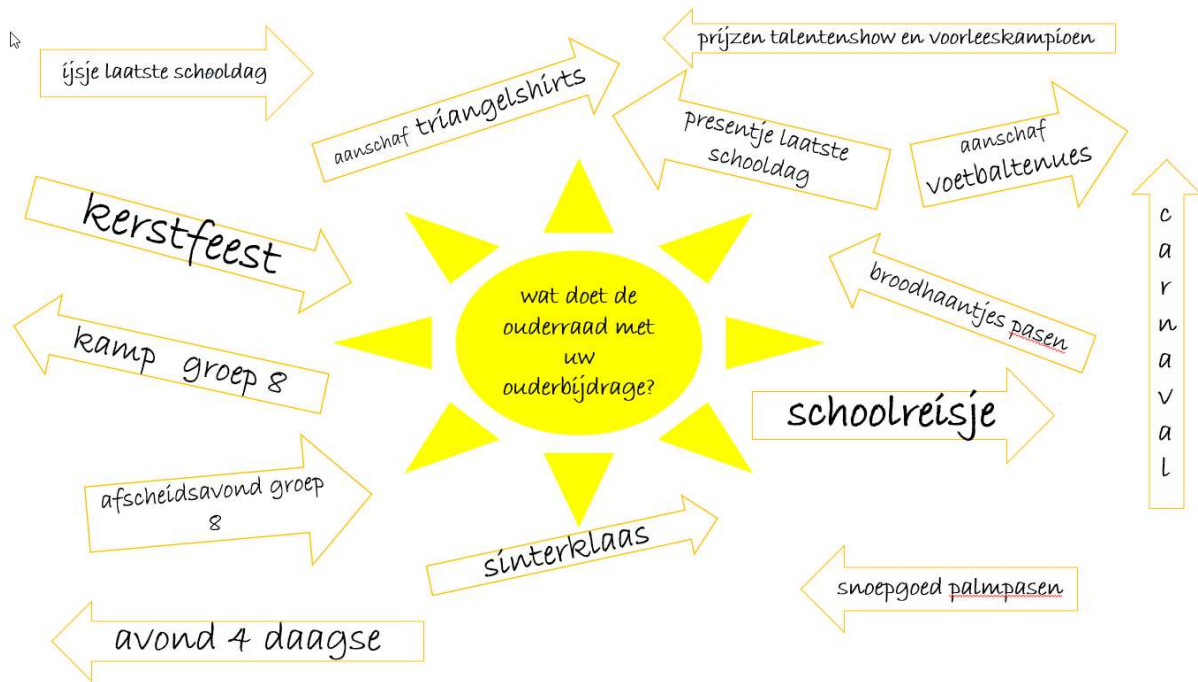 ijsje laatste schooldag
prijzen talentenshow en voorleeskampioen
aanschaf triangelshirts
presentje laatste
schooldag
aanschaf
voetbaltenues
kerstfeest
carnaval
wat doet de
ouderraad met
uw
ouderbijdrage?
broodhaantjes pasen
kamp groep 8
schoolreisje
afscheidsavond groep
8
sinterklaas
snoepgoed palmpasen
avond 4 daagse